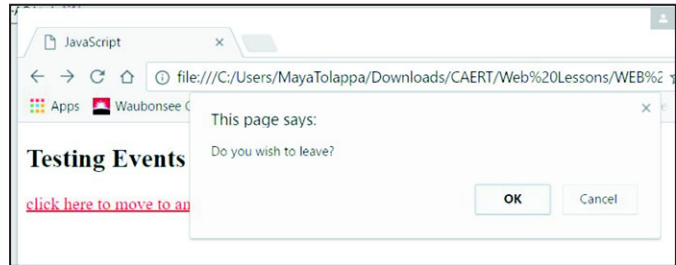 JavaScript
file:///C:/Users/MayaTolappa/Downloads/CAERT/Web%20Lessons/WEB%2
Apps Waubonsee
This page says:
Do you wish to leave?
OK Cancel
Testing Events
click here to move to an